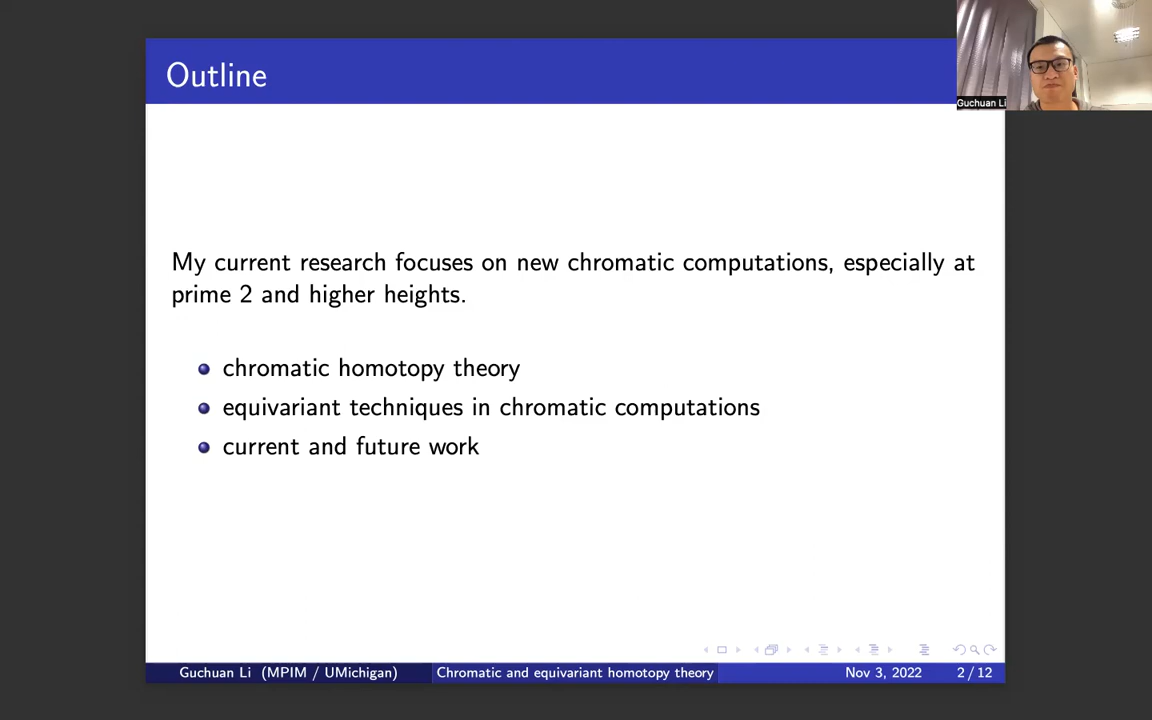 Outline
Guchuan Li
My current research focuses on new chromatic computations, especially at
prime 2 and higher heights.
chromatic homotopy theory
equivariant techniques in chromatic computations
current and future work
Guchuan Li (MPIM / UMichigan) Chromatic and equivariant homotopy theory Nov 3, 2022 2 / 12